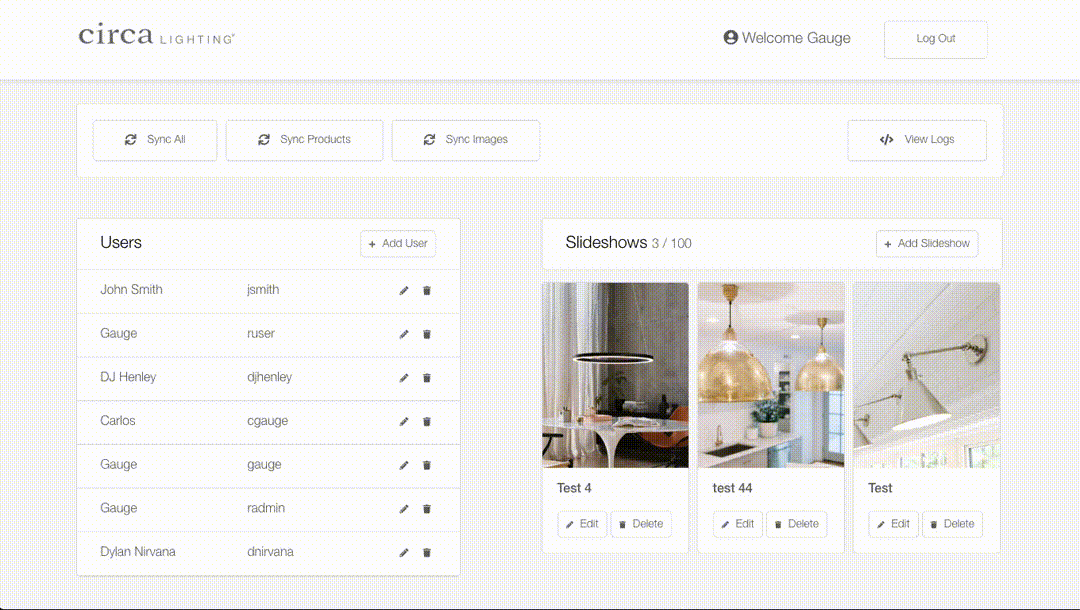 circa LIGHTING
Welcome Gauge
Log Out
Sync All
Sync Products
Sync Images
View Logs
Users
+ Add User
John Smith jsmith
Gauge ruser
DJ Henley djhenley
Carlos cgauge
Gauge gauge
Gauge radmin
Dylan Nirvana dnirvana
Slideshows 3 / 100
+ Add Slideshow
Test 4
Edit Delete
test 44
Edit Delete
Test
Edit Delete